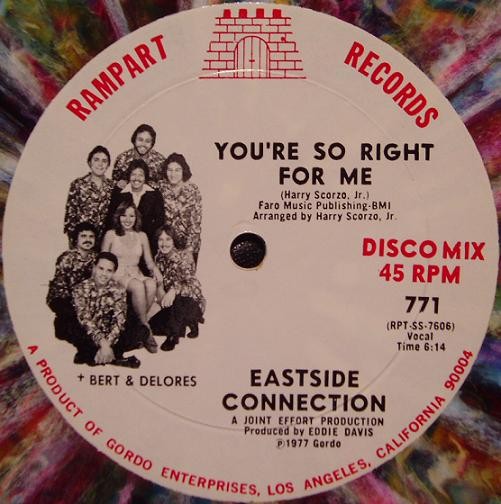 RAMPART RECORDS
YOU'RE SO RIGHT
FOR ME
(Harry Scorzo, Jr.)
Faro Music Publishing-BMI
Arranged by Harry Scorzo, Jr.
DISCO MIX
45 RPM
771
(RPT-SS-7606)
Vocal
Time 6:14
+ BERT & DELORES
EASTSIDE
CONNECTION
A JOINT EFFORT PRODUCTION
Produced by EDDIE DAVIS
℗1977 Gordo
A PRODUCT OF GORDO ENTERPRISES, LOS ANGELES, CALIFORNIA 90004